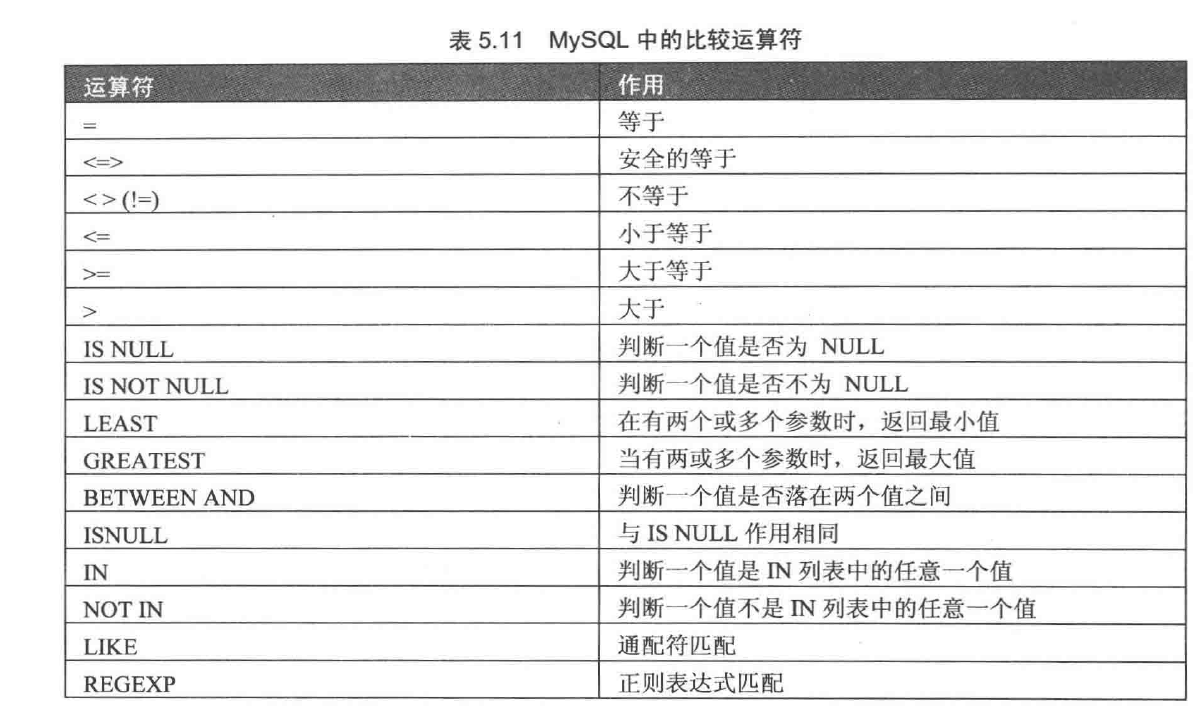 表 5.11 MySQL 中的比较运算符
运算符 作用
= 等于
<=> 安全的等于
< > (!=) 不等于
<= 小于等于
>= 大于等于
> 大于
IS NULL 判断一个值是否为 NULL
IS NOT NULL 判断一个值是否不为 NULL
LEAST 在有两个或多个参数时，返回最小值
GREATEST 当有两或多个参数时，返回最大值
BETWEEN AND 判断一个值是否落在两个值之间
ISNULL 与 IS NULL 作用相同
IN 判断一个值是 IN 列表中的任意一个值
NOT IN 判断一个值不是 IN 列表中的任意一个值
LIKE 通配符匹配
REGEXP 正则表达式匹配